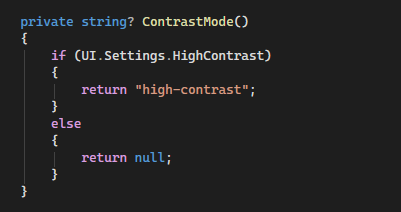 private string? ContrastMode()
{
    if (UI.Settings.HighContrast)
    {
        return "high-contrast";
    }
    else
    {
        return null;
    }
}